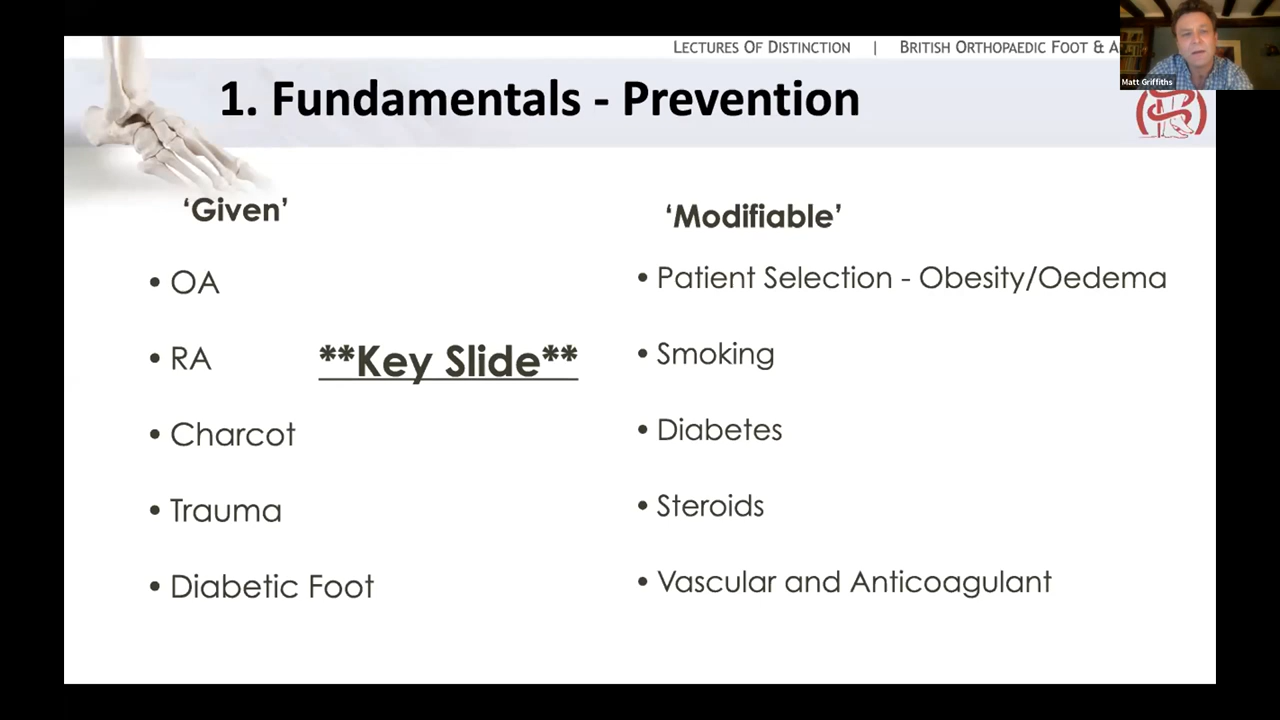 LECTURES OF DISTINCTION | BRITISH ORTHOPAEDIC FOOT & A
Matt Griffiths
1. Fundamentals - Prevention
‘Given’
• OA
• RA
• Charcot
• Trauma
• Diabetic Foot
**Key Slide**
‘Modifiable’
• Patient Selection - Obesity/Oedema
• Smoking
• Diabetes
• Steroids
• Vascular and Anticoagulant